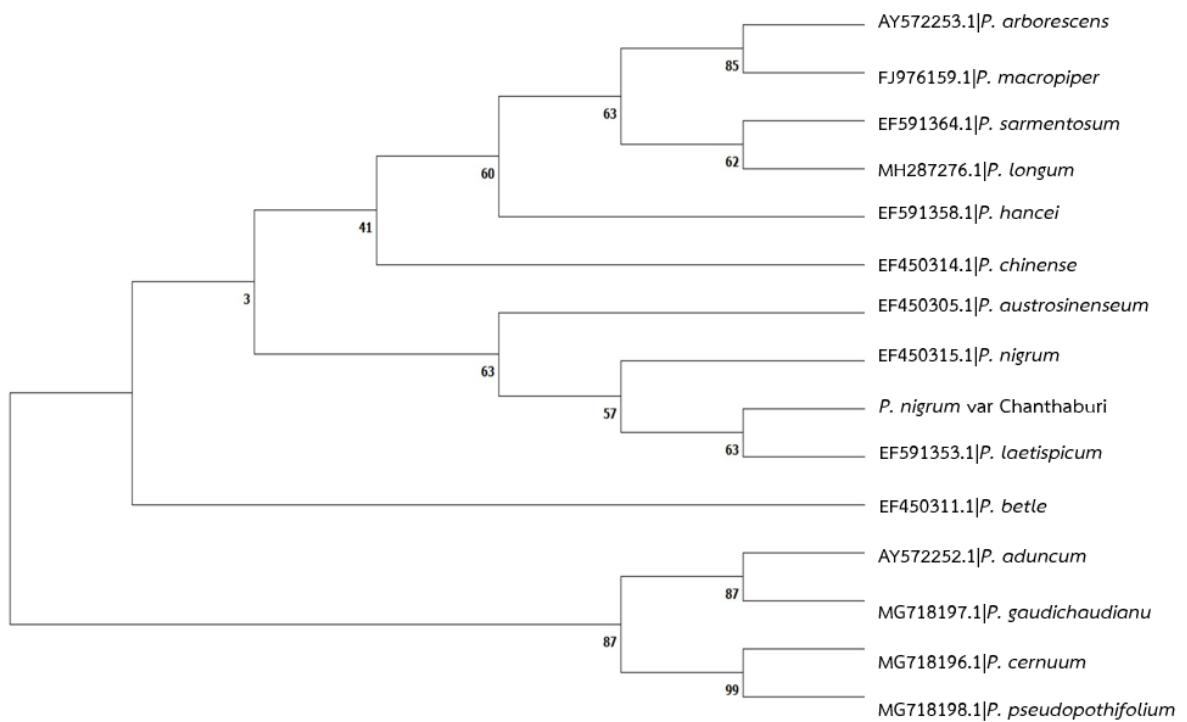 AY572253.1|P. arborescens
85
FJ976159.1|P. macropiper
63
EF591364.1|P. sarmentosum
62
MH287276.1|P. longum
60
EF591358.1|P. hancei
41
EF450314.1|P. chinense
3
EF450305.1|P. austrosinenseum
63
EF450315.1|P. nigrum
57
P. nigrum var Chanthaburi
63
EF591353.1|P. laetispicum
EF450311.1|P. betle
AY572252.1|P. aduncum
87
MG718197.1|P. gaudichaudianu
87
MG718196.1|P. cernuum
99
MG718198.1|P. pseudopothifolium